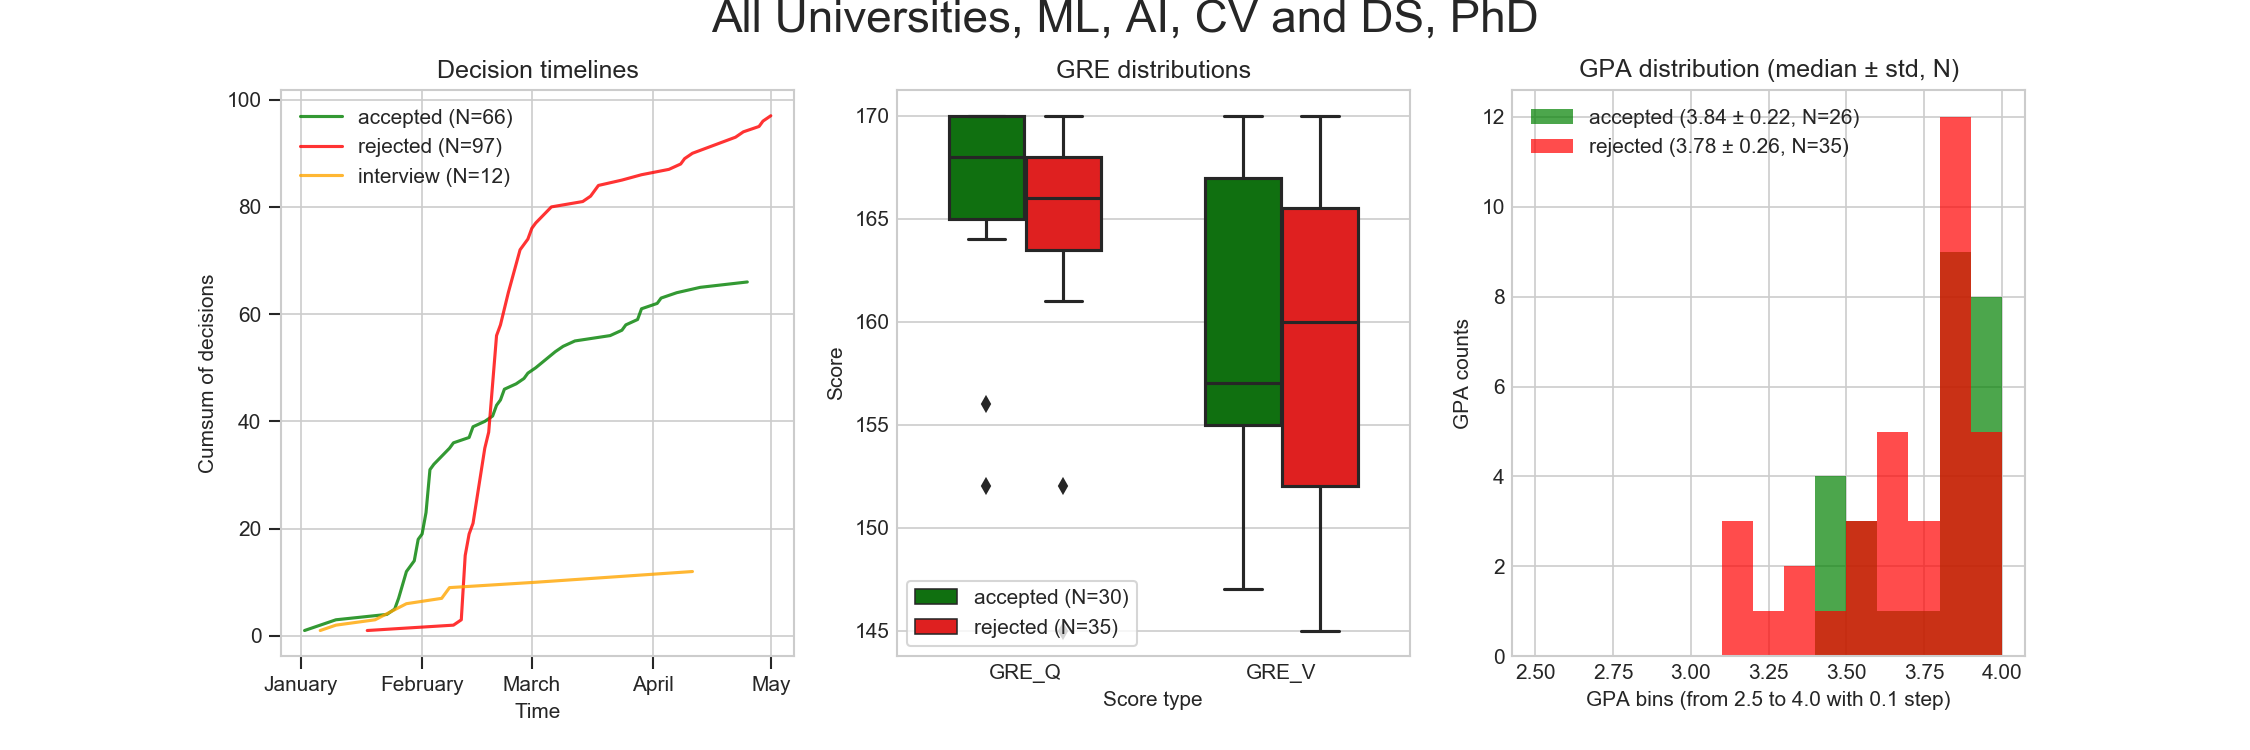 All Universities, ML, AI, CV and DS, PhD
Decision timelines
100
80
60
40
20
0
Cumsum of decisions
accepted (N=66)
rejected (N=97)
interview (N=12)
January February March April May
Time
GRE distributions
170
165
160
155
150
145
Score
accepted (N=30)
rejected (N=35)
GRE_Q GRE_V
Score type
GPA distribution (median ± std, N)
12
10
8
6
4
2
0
GPA counts
accepted (3.84 ± 0.22, N=26)
rejected (3.78 ± 0.26, N=35)
2.50 2.75 3.00 3.25 3.50 3.75 4.00
GPA bins (from 2.5 to 4.0 with 0.1 step)